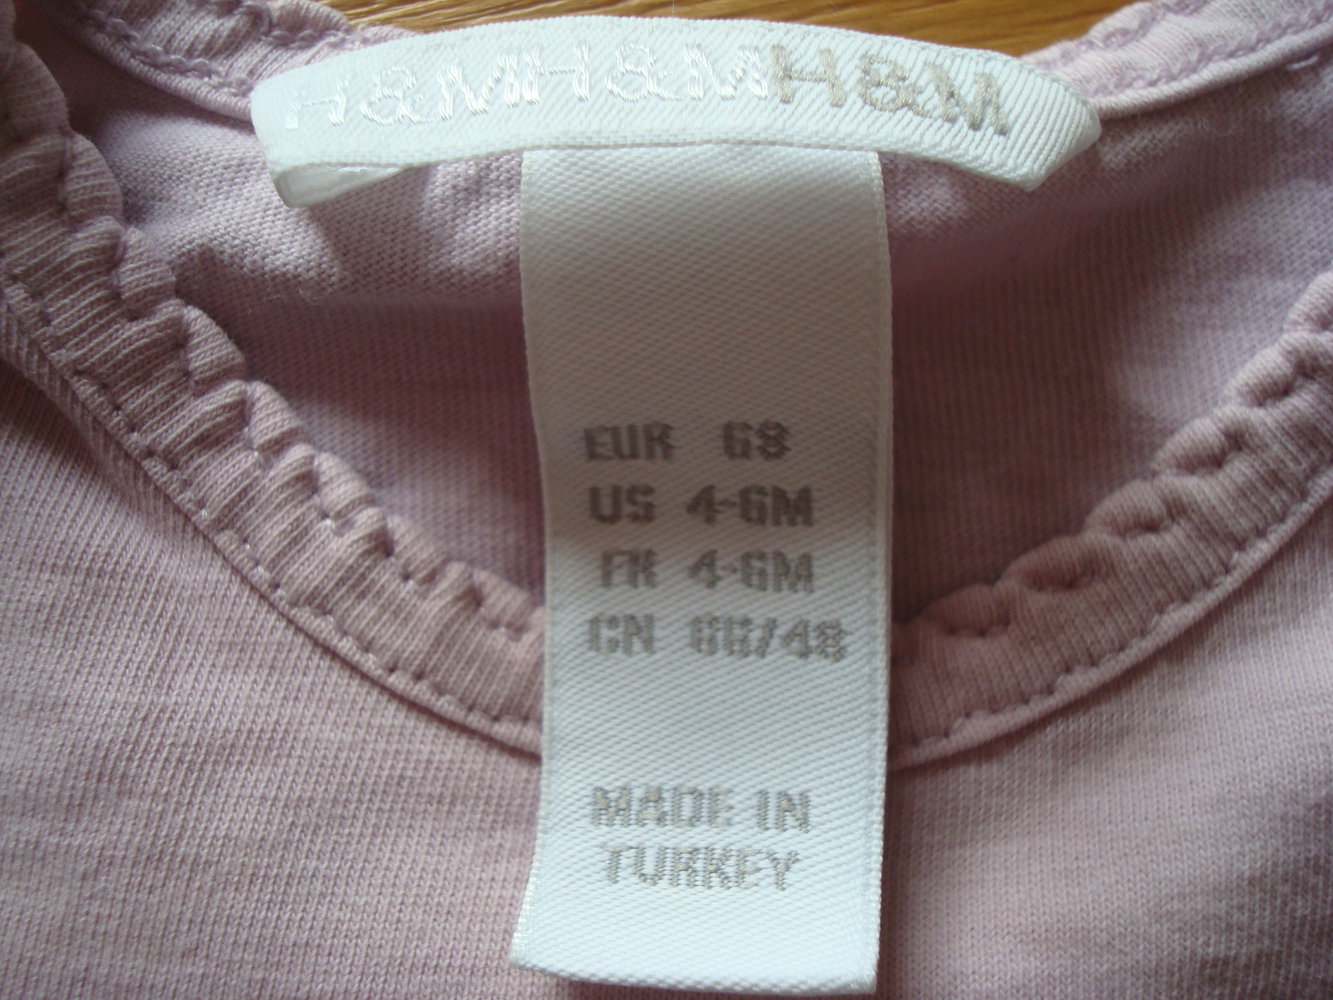 H&MH&MH&M
EUR 68
US 4-6M
FR 4-6M
CN 66/48
MADE IN
TURKEY